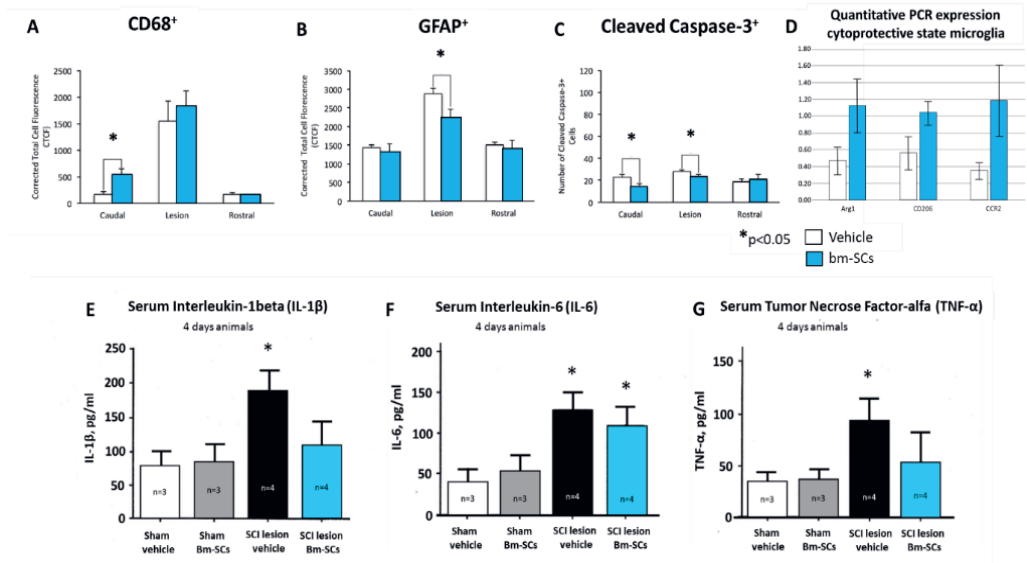 A
CD68+
Corrected Total Cell Fluorescence
(CTCF)
2500
2000
1500
1000
500
0
*
Caudal
Lesion
Rostral
B
GFAP+
Corrected Total Cell Florescence
(CTCF)
3500
3000
2500
2000
1500
1000
500
0
*
Caudal
Lesion
Rostral
C
Cleaved Caspase-3+
Number of Cleaved Caspase-3+
Cells
120
100
80
60
40
20
0
*
*
Caudal
Lesion
Rostral
D
Quantitative PCR expression
cytoprotective state microglia
1.80
1.60
1.40
1.20
1.00
0.80
0.60
0.40
0.20
0.00
Arg1
CD206
CCR2
*p<0.05
Vehicle
bm-SCs
E
Serum Interleukin-1beta (IL-1β)
4 days animals
IL-1β, pg/ml
250
200
150
100
50
0
*
n=3
n=3
n=4
n=4
Sham
vehicle
Sham
Bm-SCs
SCI lesion
vehicle
SCI lesion
Bm-SCs
F
Serum Interleukin-6 (IL-6)
4 days animals
IL-6, pg/ml
200
150
100
50
0
*
*
n=3
n=3
n=4
n=4
Sham
vehicle
Sham
Bm-SCs
SCI lesion
vehicle
SCI lesion
Bm-SCs
G
Serum Tumor Necrose Factor-alfa (TNF-α)
4 days animals
TNF-α, pg/ml
150
100
50
0
*
n=3
n=3
n=4
n=4
Sham
vehicle
Sham
Bm-SCs
SCI lesion
vehicle
SCI lesion
Bm-SCs